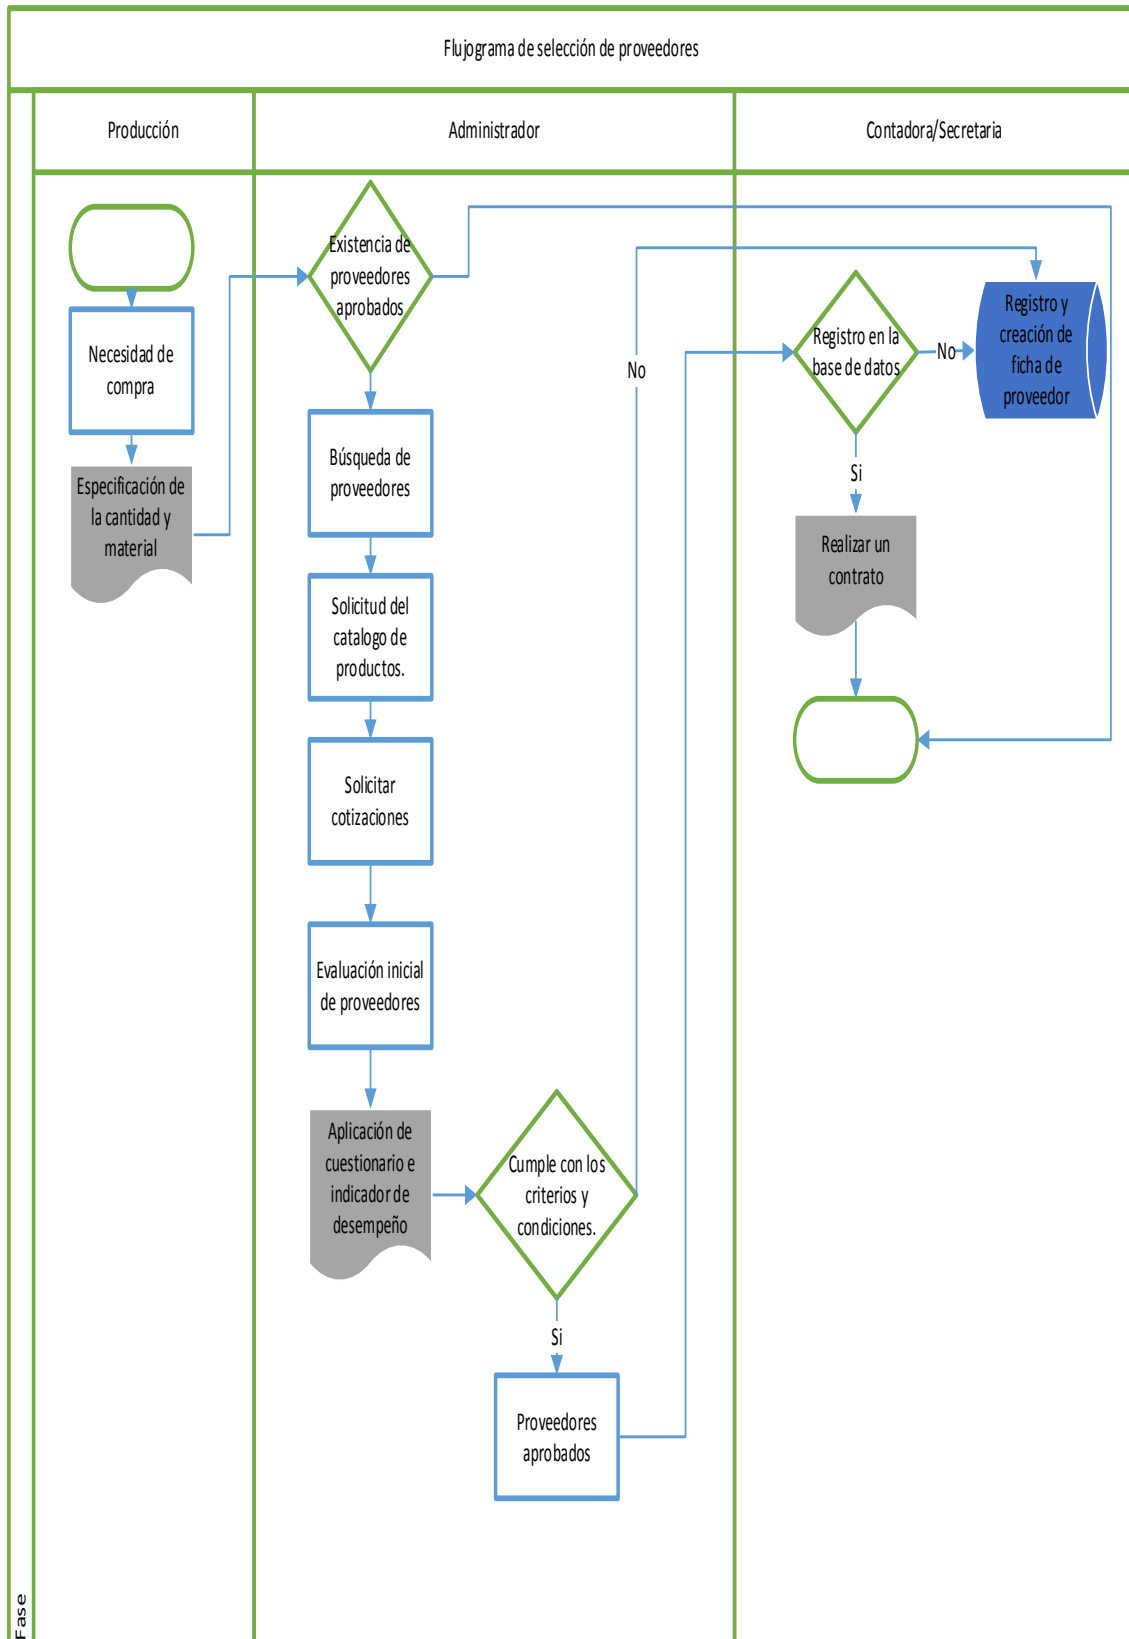 Flujograma de selección de proveedores
Producción
Administrador
Contadora/Secretaria
Necesidad de
compra
Especificación de
la cantidad y
material
Existencia de
proveedores
aprobados
Búsqueda de
proveedores
Solicitud del
catalogo de
productos.
Solicitar
cotizaciones
Evaluación inicial
de proveedores
Aplicación de
cuestionario e
indicador de
desempeño
Cumple con los
criterios y
condiciones.
No
Si
Proveedores
aprobados
Registro en la
base de datos
No
Registro y
creación de
ficha de
proveedor
Si
Realizar un
contrato
Fase